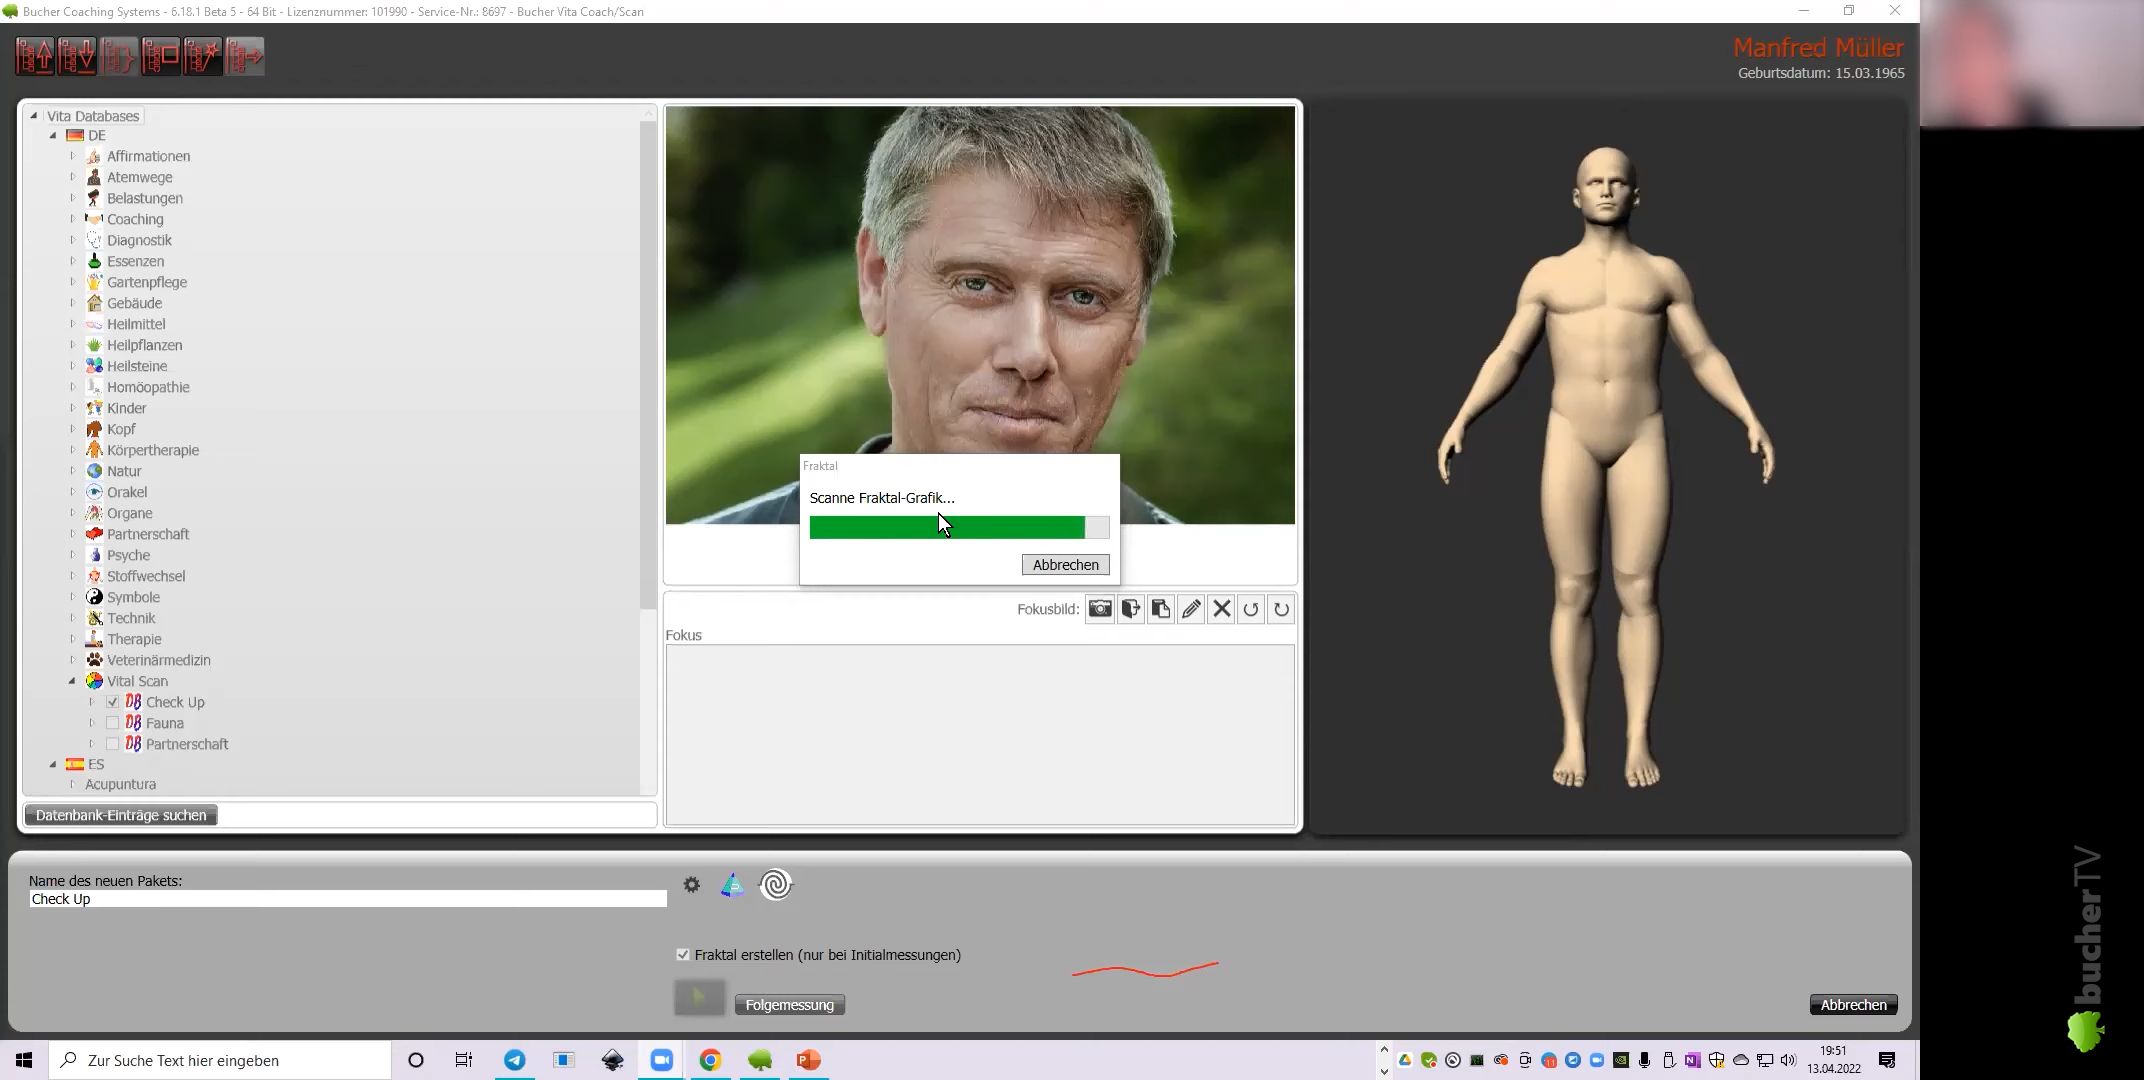 Bucher Coaching Systems - 6.18.1 Beta 5 - 64 Bit - Lizenznummer: 101990 - Service-Nr.: 8697 - Bucher Vita Coach/Scan
Manfred Müller
Geburtsdatum: 15.03.1965
Vita Databases
DE
Affirmationen
Atemwege
Belastungen
Coaching
Diagnostik
Essenzen
Gartenpflege
Gebäude
Heilmittel
Heilpflanzen
Heilsteine
Homöopathie
Kinder
Kopf
Körpertherapie
Natur
Orakel
Organe
Partnerschaft
Psyche
Stoffwechsel
Symbole
Technik
Therapie
Veterinärmedizin
Vital Scan
DB Check Up
DB Fauna
DB Partnerschaft
ES
Acupuntura
Datenbank-Einträge suchen
Fraktal
Scanne Fraktal-Grafik...
Abbrechen
Fokusbild:
Fokus
Name des neuen Pakets:
Check Up
Fraktal erstellen (nur bei Initialmessungen)
Folgemessung
Abbrechen
bucherTV
Zur Suche Text hier eingeben
19:51
13.04.2022